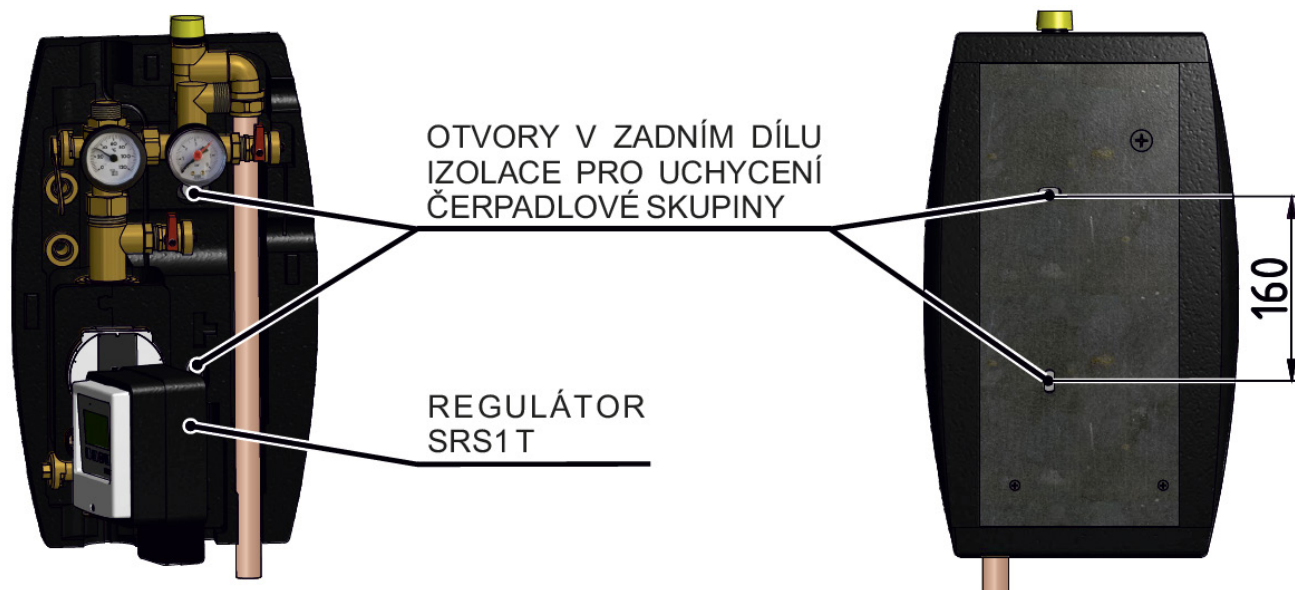 OTVORY V ZADNÍM DÍLU
IZOLACE PRO UCHYCENÍ
ČERPADLOVÉ SKUPINY
160
REGULÁTOR
SRS1 T